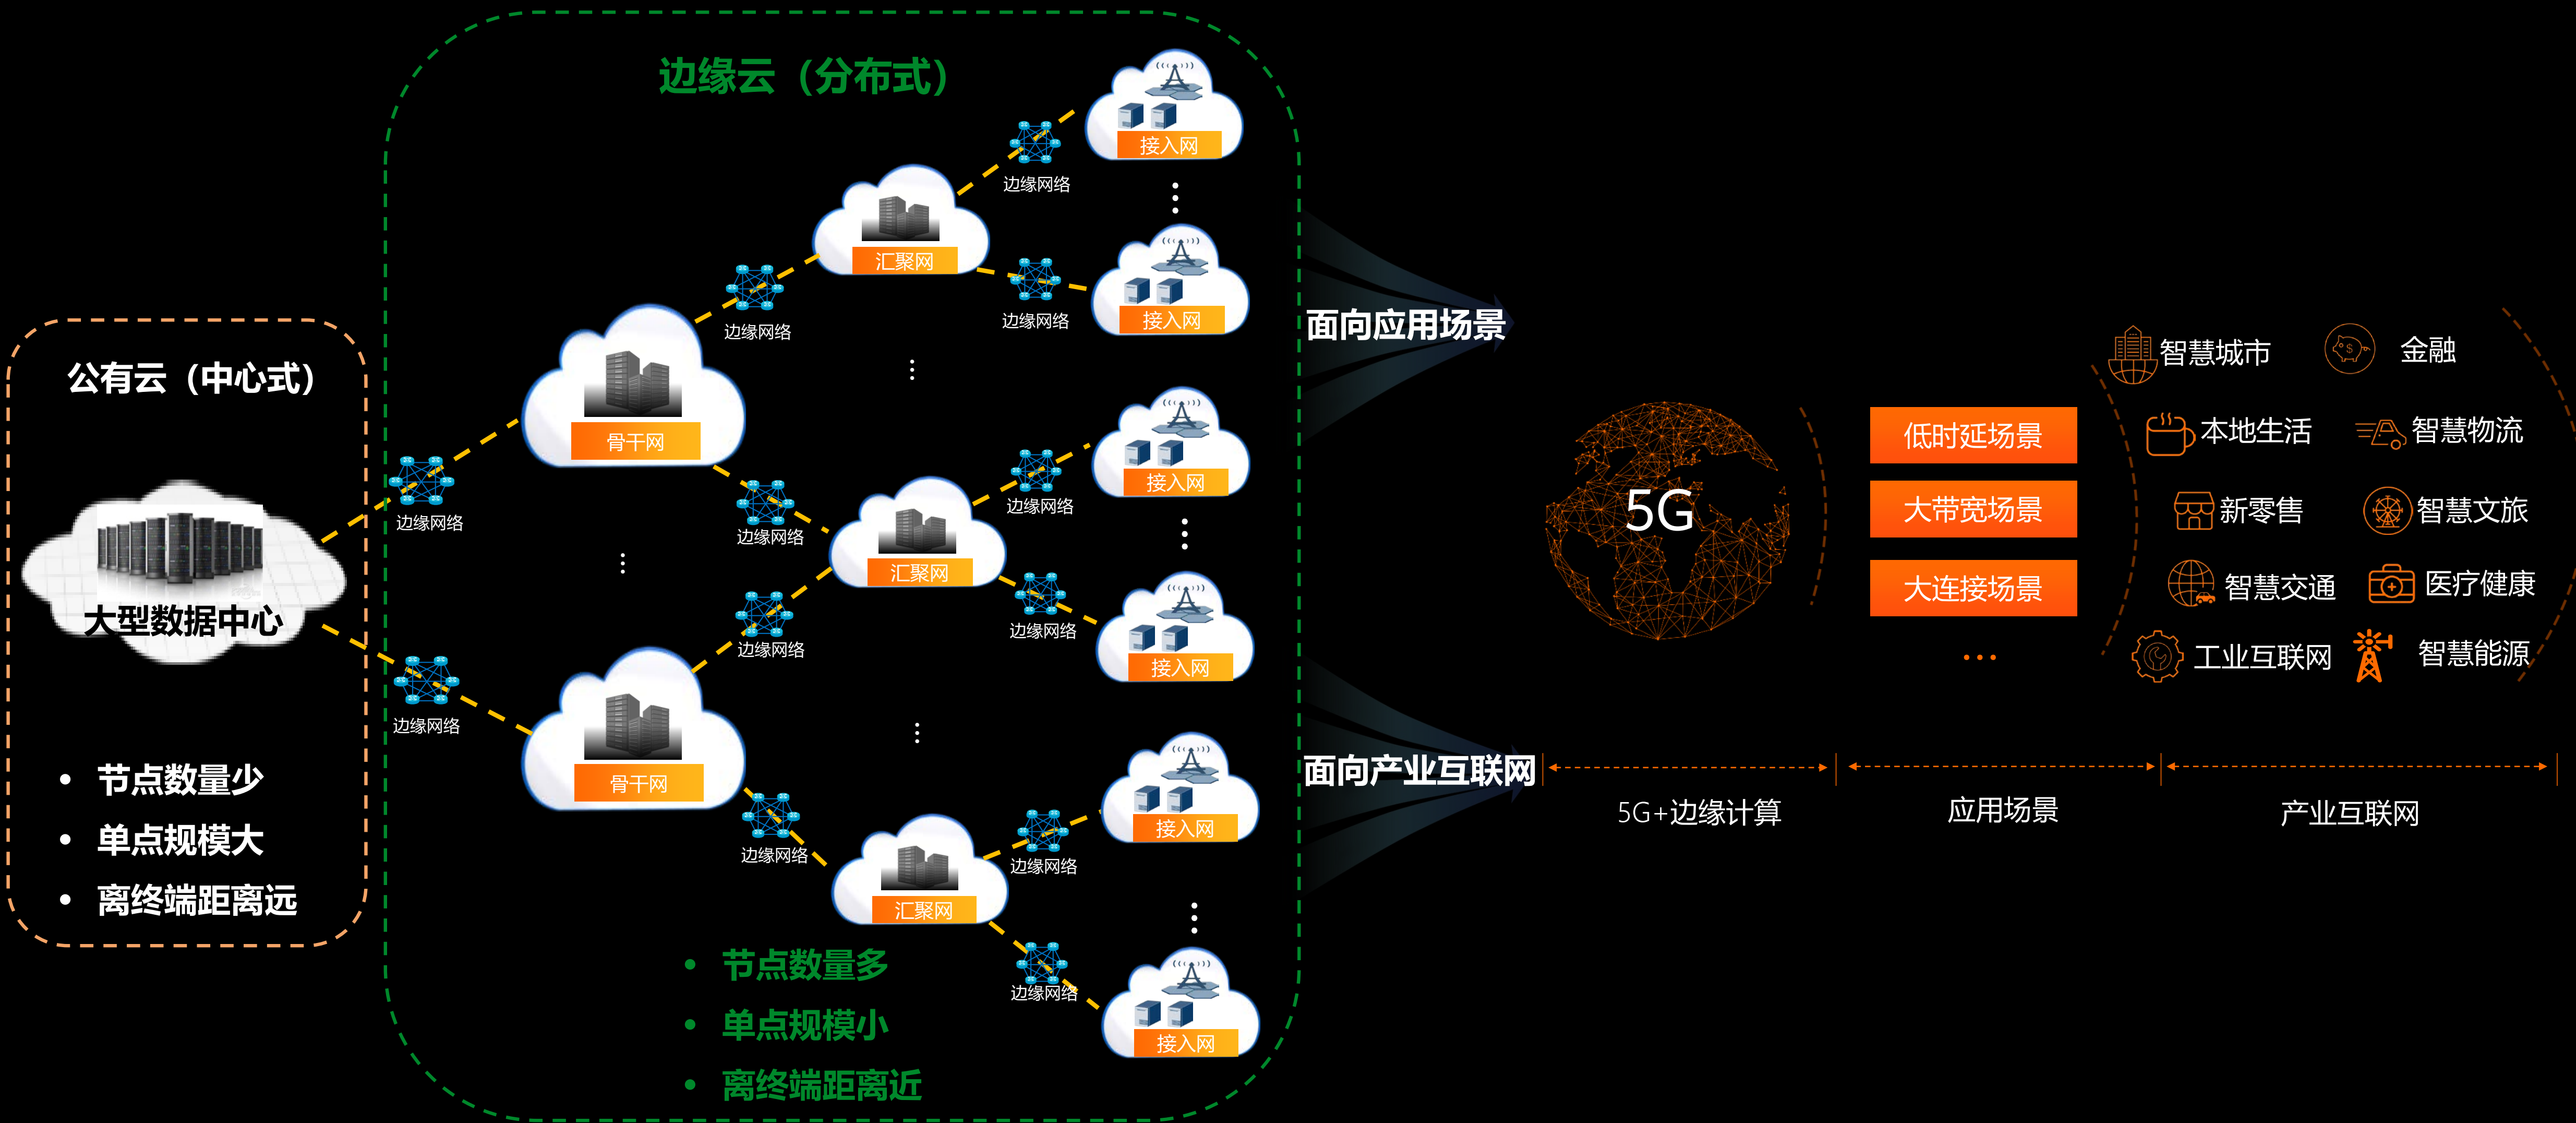 公有云（中心式）
大型数据中心
• 节点数量少
• 单点规模大
• 离终端距离远
边缘云（分布式）
边缘网络
边缘网络
骨干网
骨干网
边缘网络
边缘网络
边缘网络
边缘网络
汇聚网
汇聚网
汇聚网
边缘网络
边缘网络
边缘网络
边缘网络
边缘网络
边缘网络
接入网
接入网
接入网
接入网
接入网
接入网
• 节点数量多
• 单点规模小
• 离终端距离近
面向应用场景
面向产业互联网
5G
低时延场景
大带宽场景
大连接场景
...
智慧城市
金融
本地生活
智慧物流
新零售
智慧文旅
智慧交通
医疗健康
工业互联网
智慧能源
5G+边缘计算
应用场景
产业互联网